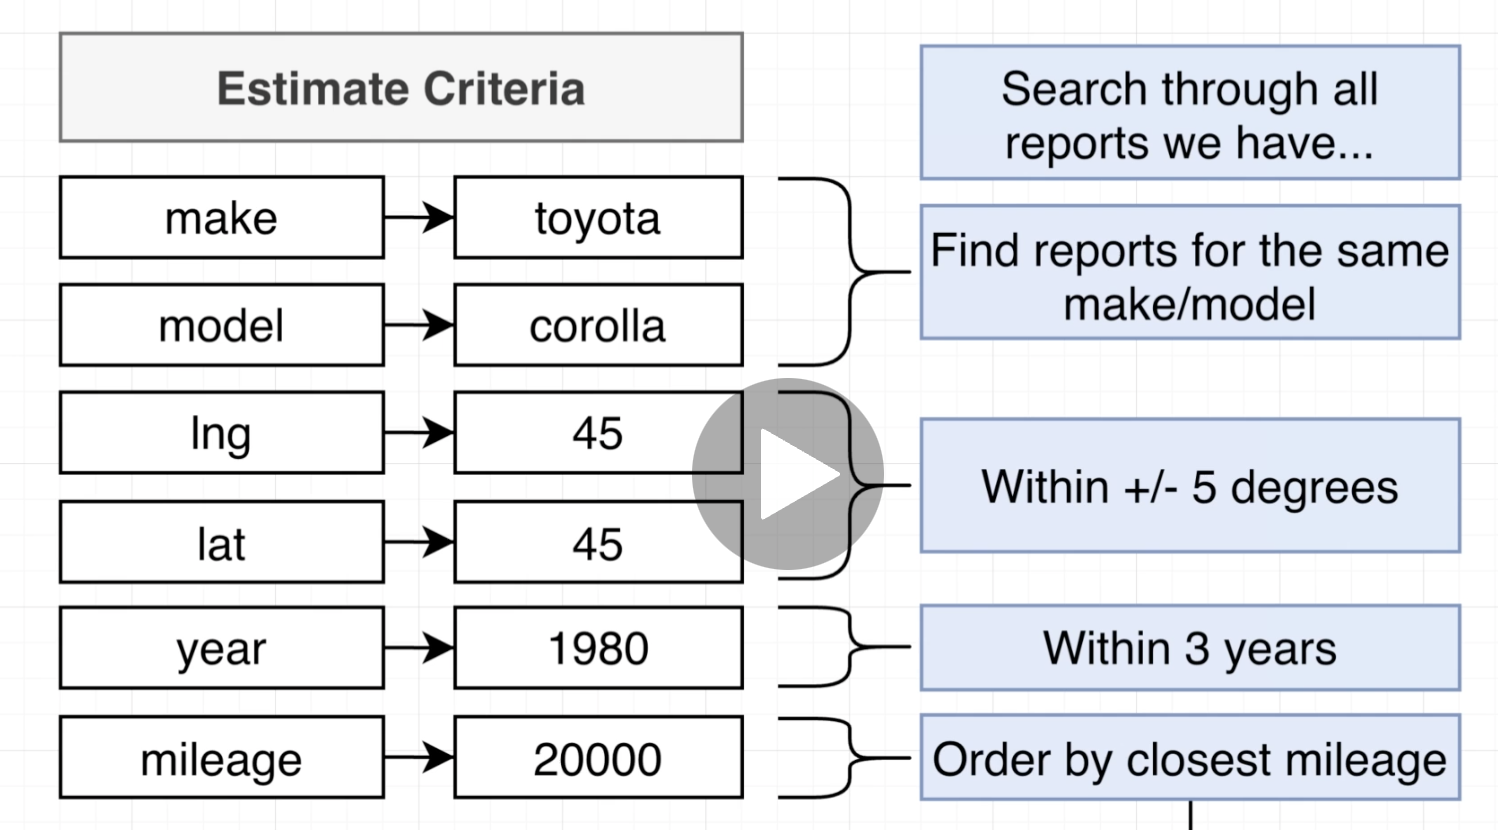 Estimate Criteria
Search through all
reports we have...
make
toyota
Find reports for the same
make/model
model
corolla
lng
45
Within +/- 5 degrees
lat
45
year
1980
Within 3 years
mileage
20000
Order by closest mileage